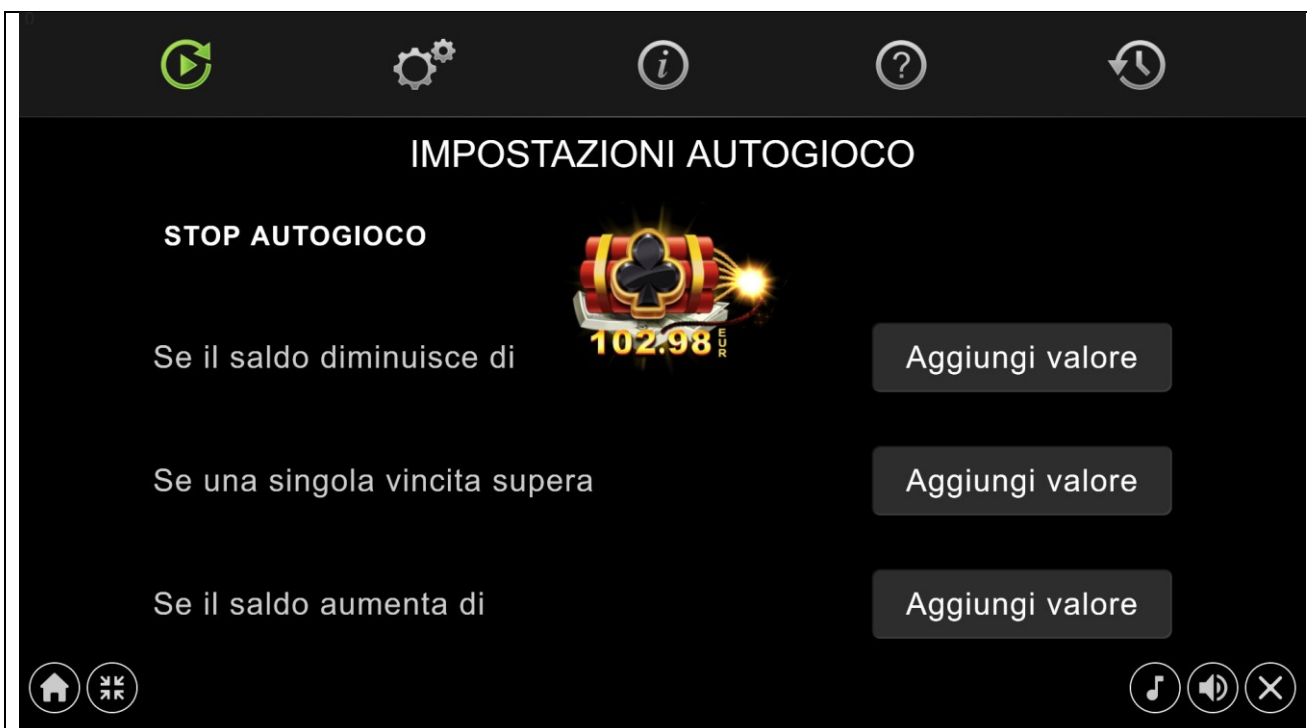 0
IMPOSTAZIONI AUTOGIOCO
STOP AUTOGIOCO
102.98 EUR
Se il saldo diminuisce di
Aggiungi valore
Se una singola vincita supera
Aggiungi valore
Se il saldo aumenta di
Aggiungi valore